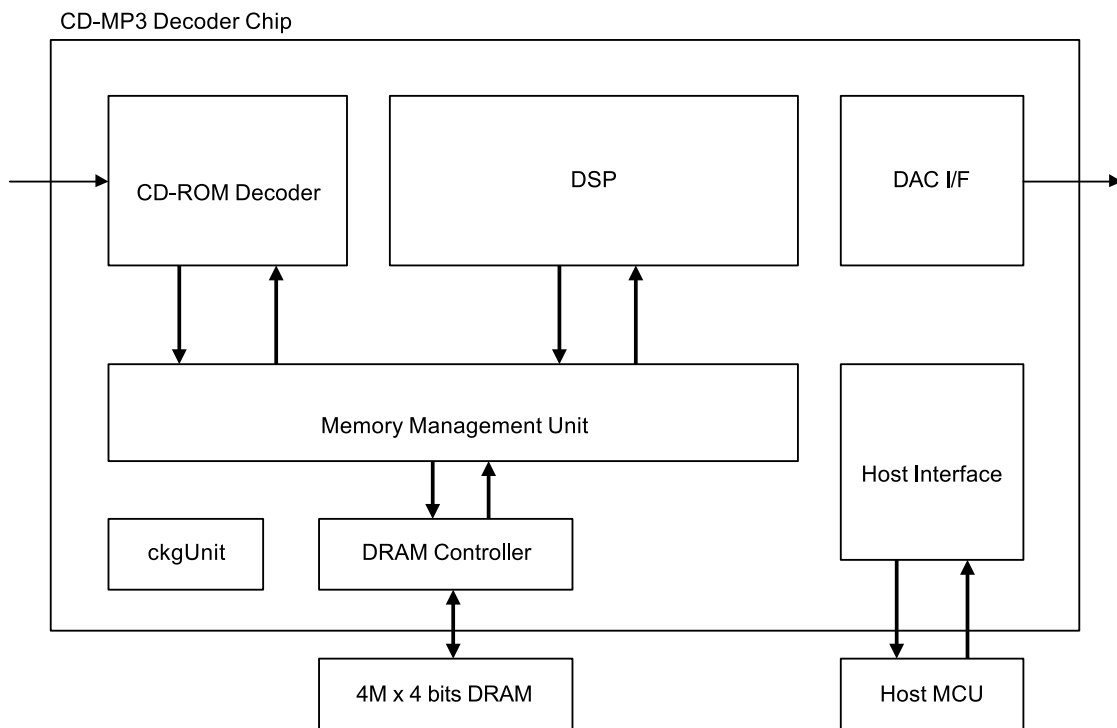 CD-MP3 Decoder Chip
CD-ROM Decoder
DSP
DAC I/F
Memory Management Unit
Host Interface
ckgUnit
DRAM Controller
4M x 4 bits DRAM
Host MCU